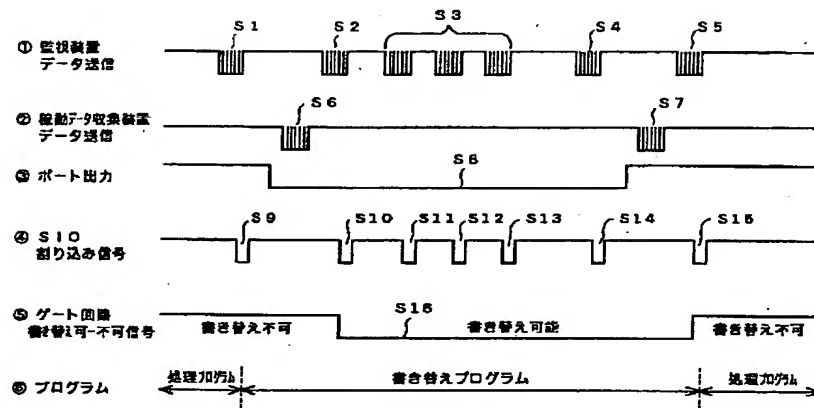 S1
S2
S3
S4
S5
① 監視装置
データ送信
S6
S7
② 稼動データ収集装置
データ送信
③ ポート出力
S8
S9
S10
S11
S12
S13
S14
S15
④ SIO
割り込み信号
⑤ ゲート回路
書き替え可-不可信号
書き替え不可
S16
書き替え可能
書き替え不可
⑥ プログラム
処理プログラム
書き替えプログラム
処理プログラム